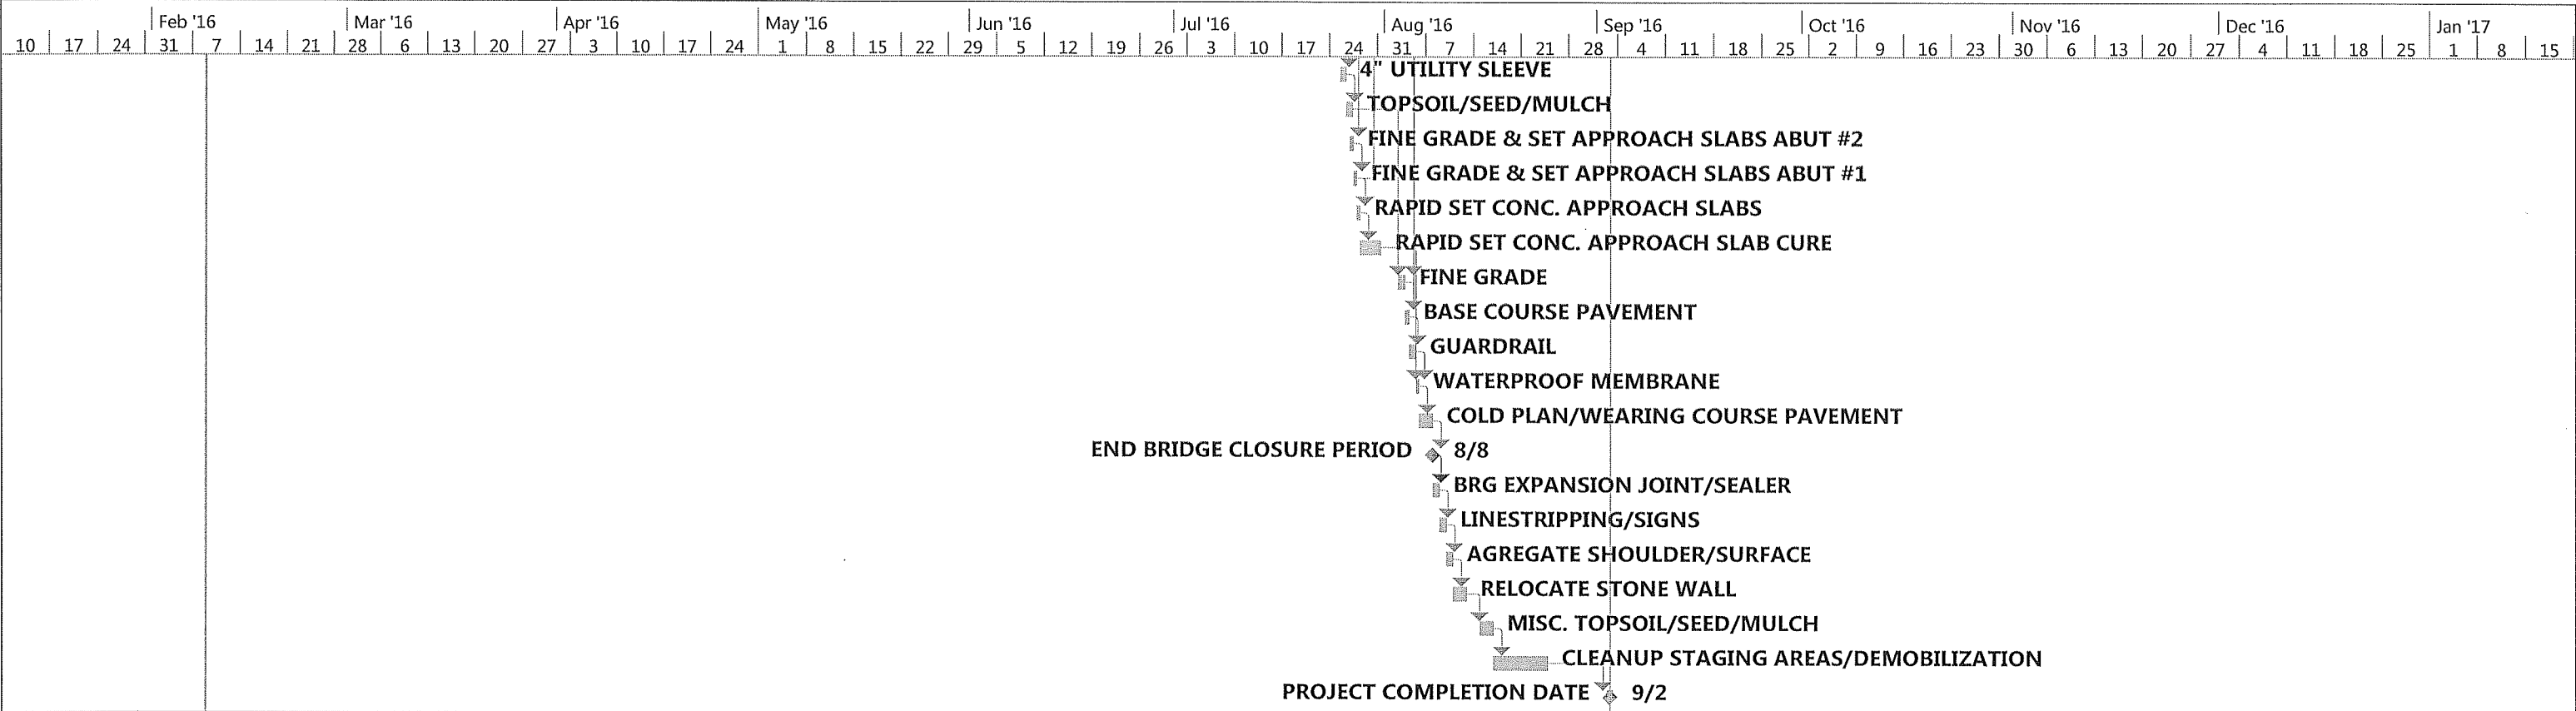 Feb '16 Mar '16 Apr '16 May '16 Jun '16 Jul '16 Aug '16 Sep '16 Oct '16 Nov '16 Dec '16 Jan '17
10 17 24 31 7 14 21 28 6 13 20 27 3 10 17 24 1 8 15 22 29 5 12 19 26 3 10 17 24 31 7 14 21 28 4 11 18 25 2 9 16 23 30 6 13 20 27 4 11 18 25 1 8 15
4" UTILITY SLEEVE
TOPSOIL/SEED/MULCH
FINE GRADE & SET APPROACH SLABS ABUT #2
FINE GRADE & SET APPROACH SLABS ABUT #1
RAPID SET CONC. APPROACH SLABS
RAPID SET CONC. APPROACH SLAB CURE
FINE GRADE
BASE COURSE PAVEMENT
GUARDRAIL
WATERPROOF MEMBRANE
COLD PLAN/WEARING COURSE PAVEMENT
END BRIDGE CLOSURE PERIOD 8/8
BRG EXPANSION JOINT/SEALER
LINESTRIPPING/SIGNS
AGREGATE SHOULDER/SURFACE
RELOCATE STONE WALL
MISC. TOPSOIL/SEED/MULCH
CLEANUP STAGING AREAS/DEMOBILIZATION
PROJECT COMPLETION DATE 9/2